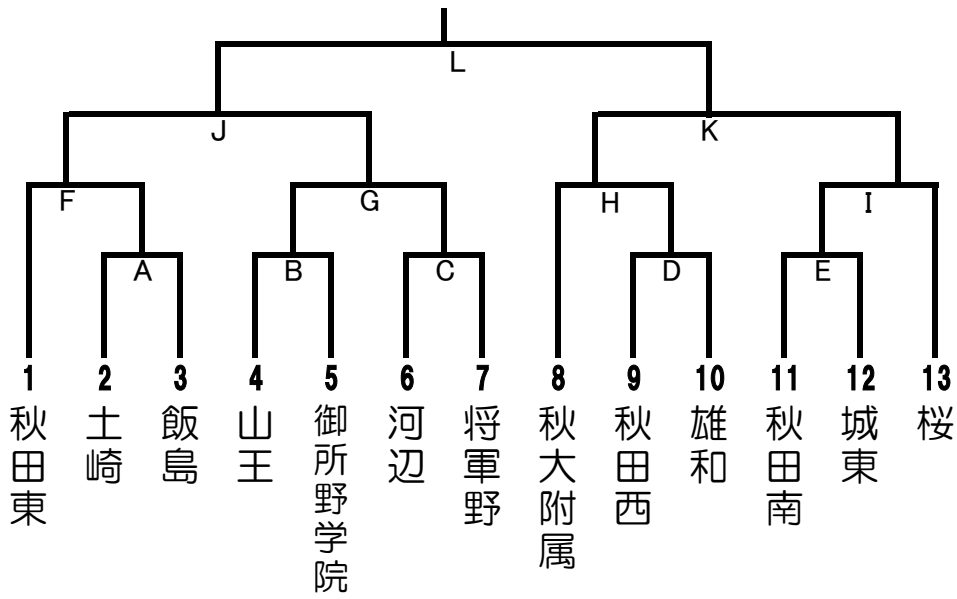 L
J K
F G H I
A B C D E
1 2 3 4 5 6 7 8 9 10 11 12 13
秋田東
土崎
飯島
山王
御所野学院
河辺
将軍野
秋大附属
秋田西
雄和
秋田南
城東
桜